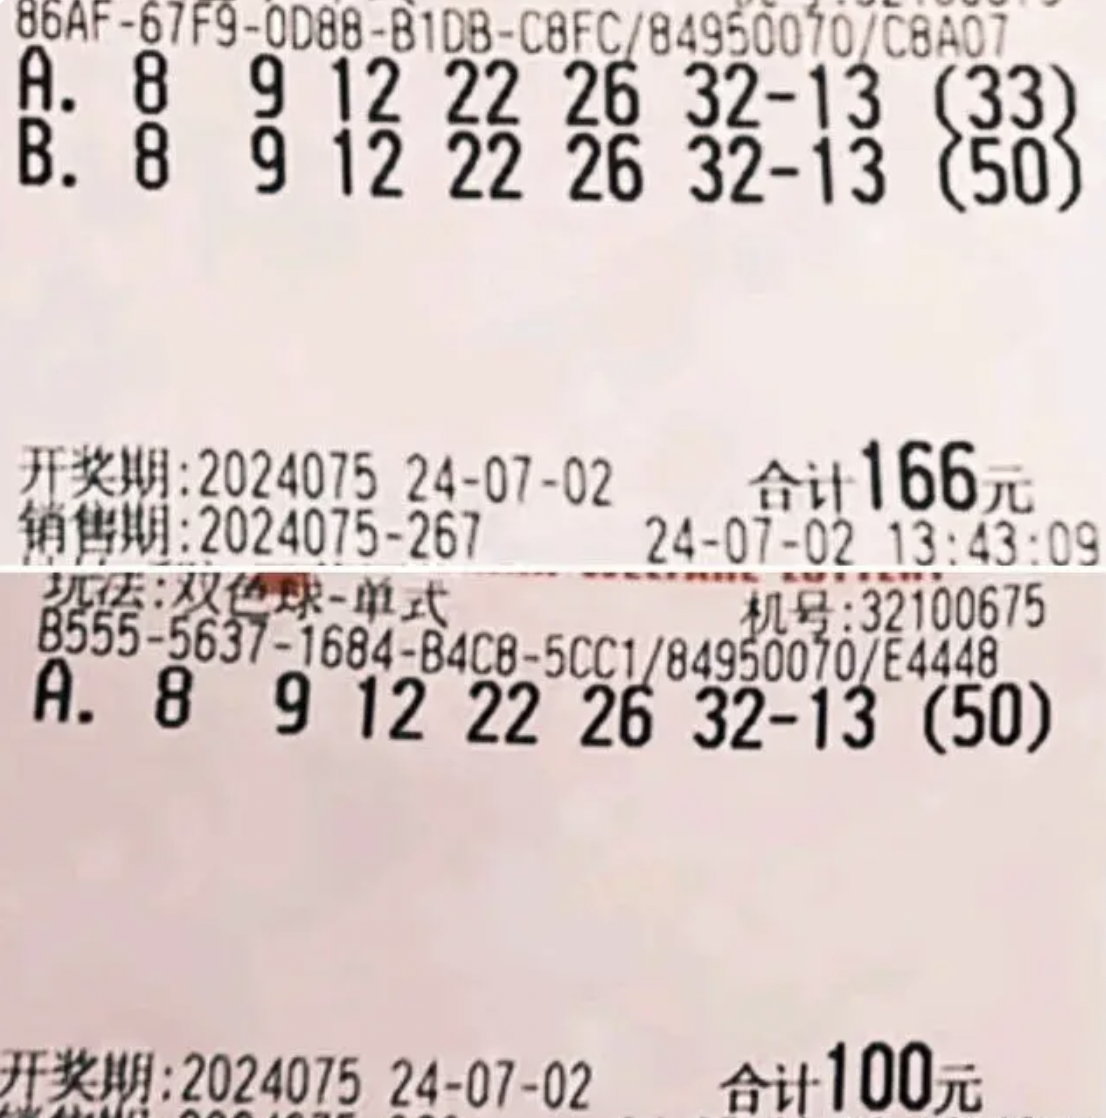 86AF-67F9-0D88-B1DB-C8FC/84950070/C8A07
A. 8 9 12 22 26 32-13 (33)
B. 8 9 12 22 26 32-13 (50)
开奖期:2024075 24-07-02 合计166元
销售期:2024075-267 24-07-02 13:43:09
玩法:双色球-单式 机号:32100675
B555-5637-1684-B4C8-5CC1/84950070/E4448
A. 8 9 12 22 26 32-13 (50)
开奖期:2024075 24-07-02 合计100元